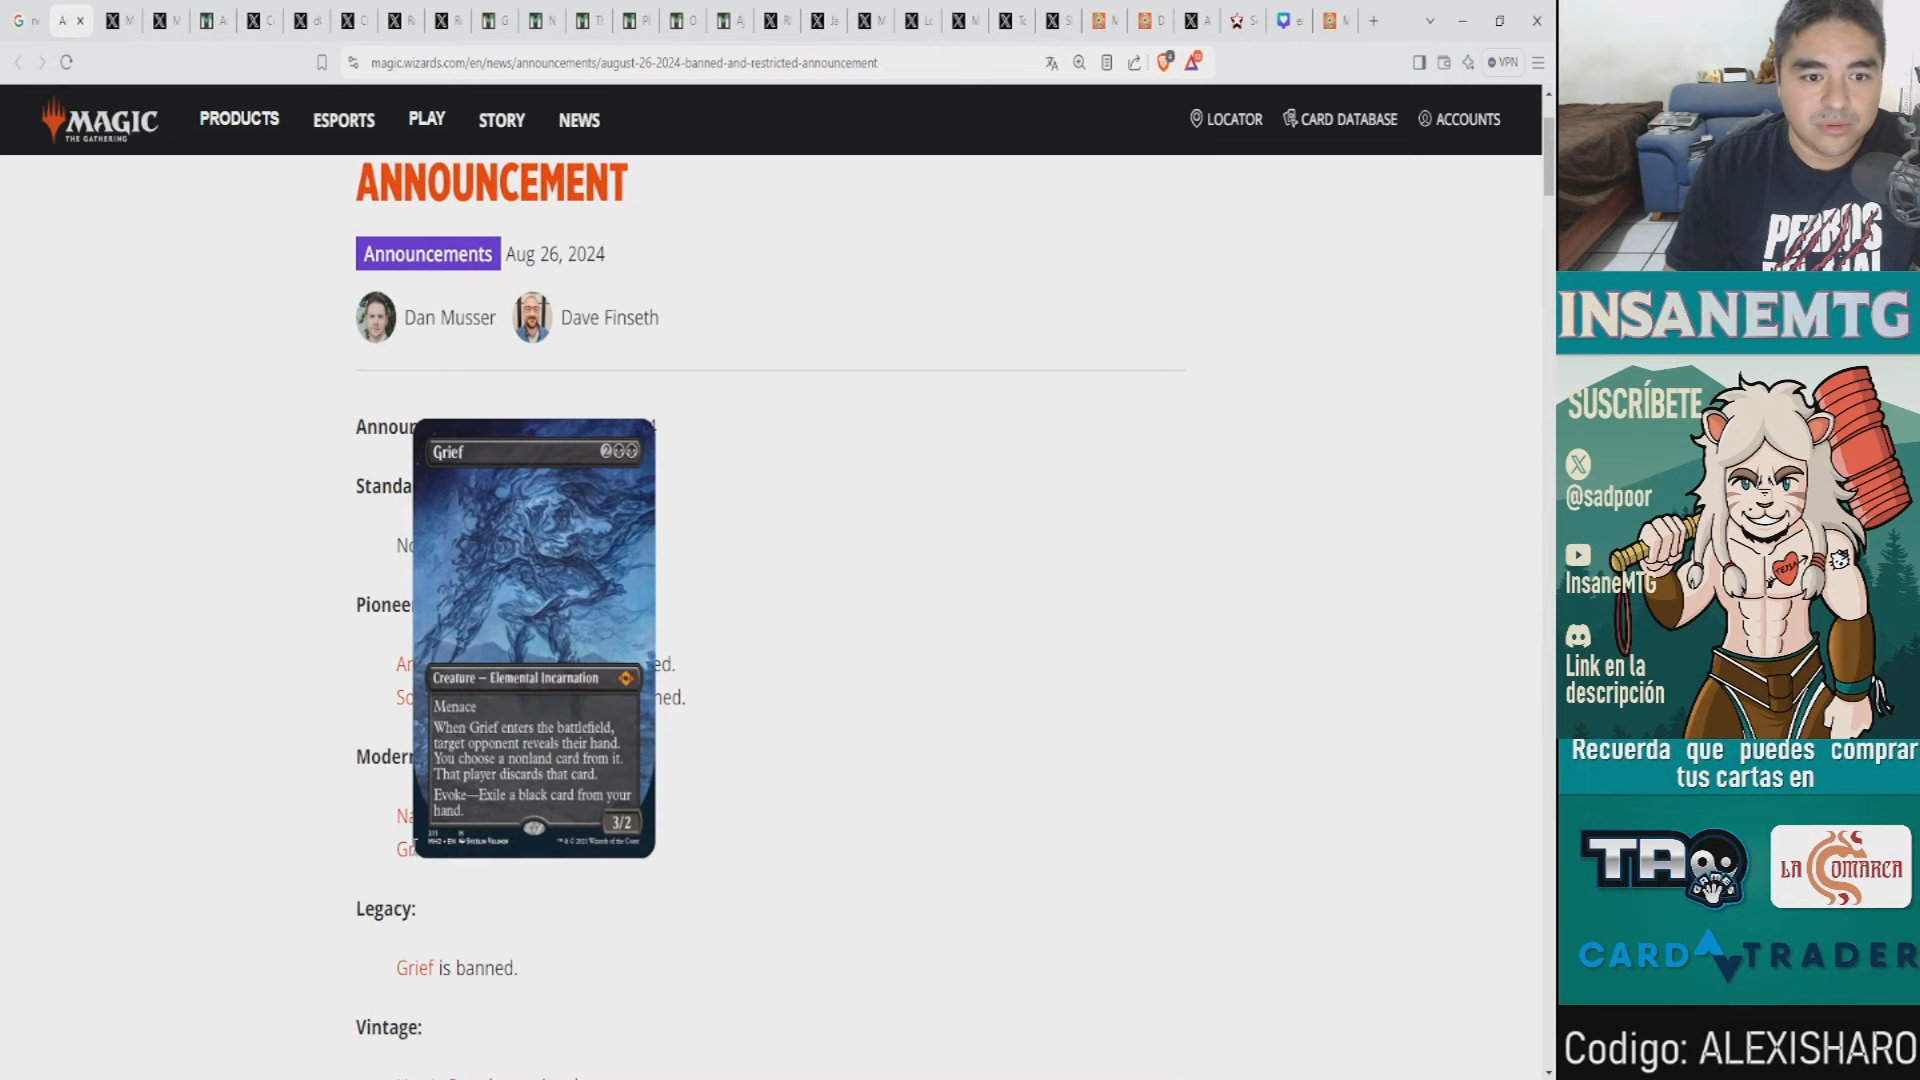 magic.wizards.com/en/news/announcements/august-26-2024-banned-and-restricted-announcement
VPN
MAGIC
THE GATHERING
PRODUCTS
ESPORTS
PLAY
STORY
NEWS
LOCATOR
CARD DATABASE
ACCOUNTS
ANNOUNCEMENT
Announcements Aug 26, 2024
Dan Musser
Dave Finseth
Grief
2
Creature — Elemental Incarnation
Menace
When Grief enters the battlefield,
target opponent reveals their hand.
You choose a nonland card from it.
That player discards that card.
Evoke—Exile a black card from your
hand.
3/2
Legacy:
Grief is banned.
Vintage:
INSANEMTG
SUSCRÍBETE
@sadpoor
InsaneMTG
Link en la
descripción
Recuerda que puedes comprar
tus cartas en
TAO
GAMES
LA COMARCA
CARD TRADER
Codigo: ALEXISHARO